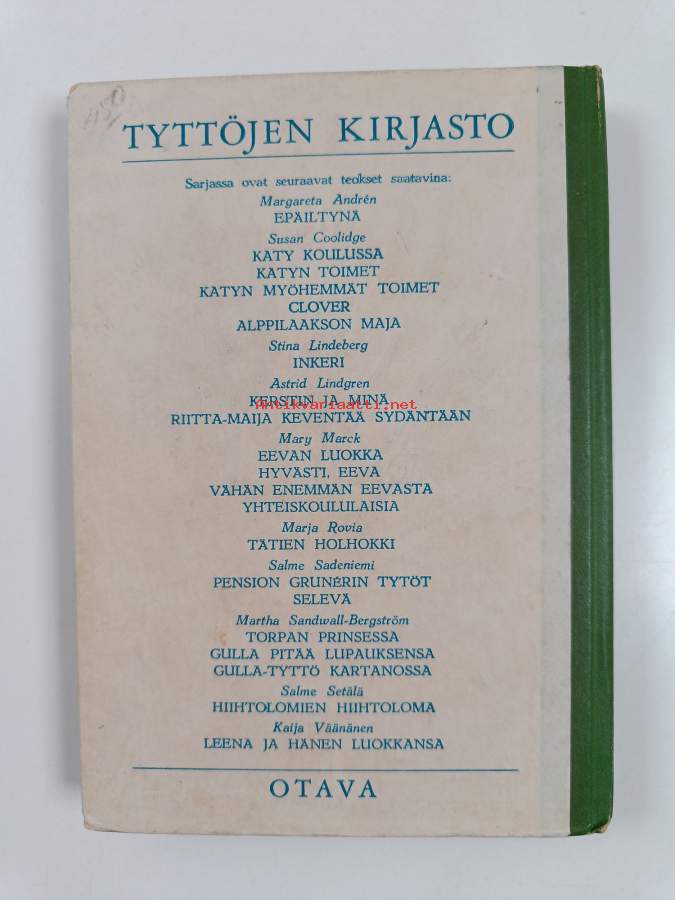 TYTTÖJEN KIRJASTO
Sarjassa ovat seuraavat teokset saatavina:
Margareta Andrén
EPÄILTYNÄ
Susan Coolidge
KATY KOULUSSA
KATYN TOIMET
KATYN MYÖHEMMÄT TOIMET
CLOVER
ALPPILAAKSON MAJA
Stina Lindeberg
INKERI
Astrid Lindgren
KERSTIN JA MINÄ
Antikvariaatti.net
RIITTA-MAIJA KEVENTÄÄ SYDÄNTÄÄN
Mary Marck
EEVAN LUOKKA
HYVÄSTI, EEVA
VÄHÄN ENEMMÄN EEVASTA
YHTEISKOULULAISIA
Marja Rovia
TÄTIEN HOLHOKKI
Salme Sadeniemi
PENSION GRUNÉRIN TYTÖT
SELEVÄ
Martha Sandwall-Bergström
TORPAN PRINSESSA
GULLA PITÄÄ LUPAUKSENSA
GULLA-TYTTÖ KARTANOSSA
Salme Setälä
HIIHTOLOMIEN HIIHTOLOMA
Kaija Väänänen
LEENA JA HÄNEN LUOKKANSA
OTAVA